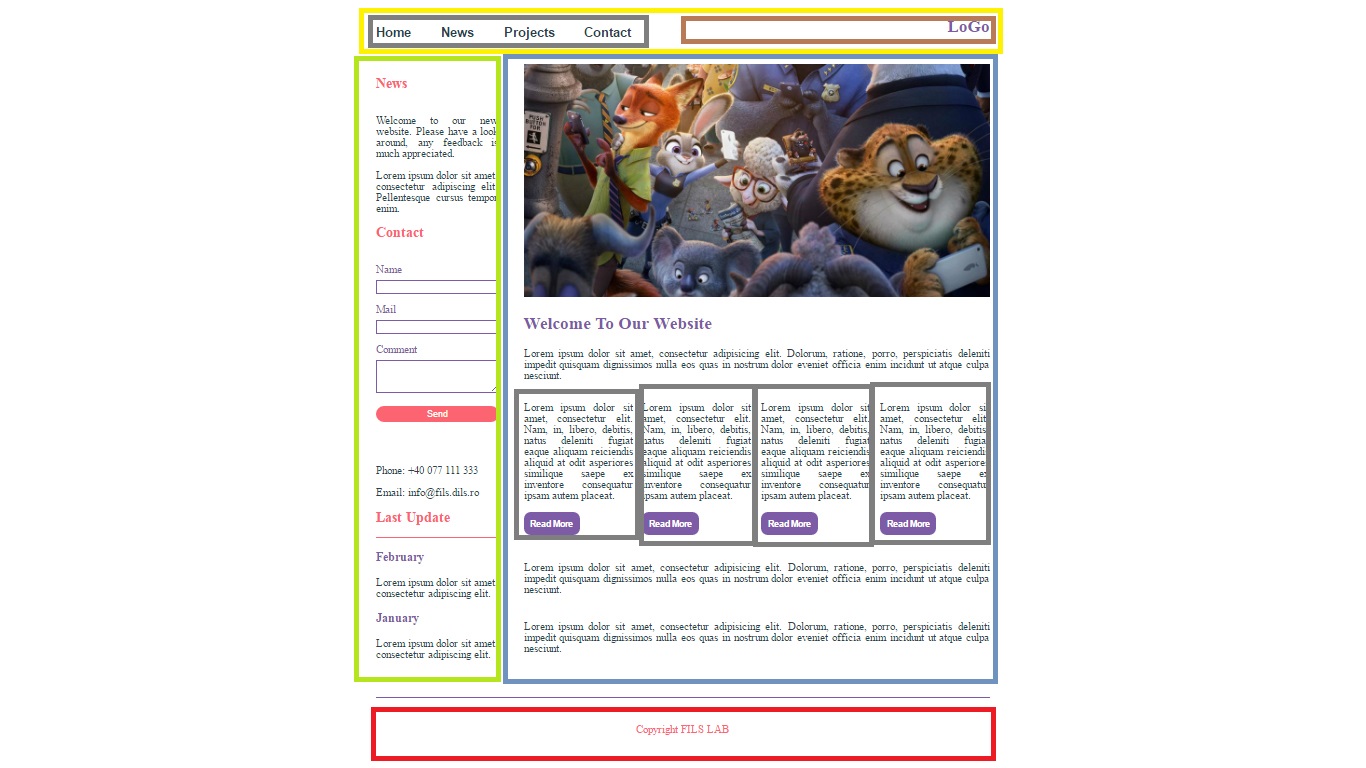 Home News Projects Contact
LoGo
News
Welcome to our new
website. Please have a look
around, any feedback is
much appreciated.
Lorem ipsum dolor sit amet
consectetur adipiscing elit
Pellentesque cursus tempor
enim.
Contact
Name
Mail
Comment
Send
Phone: +40 077 111 333
Email: info@fils.dils.ro
Last Update
February
Lorem ipsum dolor sit amet
consectetur adipiscing elit.
January
Lorem ipsum dolor sit amet
consectetur adipiscing elit.
PUSH
BUTTON
FOR
Welcome To Our Website
Lorem ipsum dolor sit amet, consectetur adipisicing elit. Dolorum, ratione, porro, perspiciatis deleniti
impedit quisquam dignissimos nulla eos quas in nostrum dolor eveniet officia enim incidunt ut atque culpa
nesciunt.
Lorem ipsum dolor sit
amet, consectetur elit.
Nam, in, libero, debitis,
natus deleniti fugiat
eaque aliquam reiciendis
aliquid at odit asperiores
similique saepe ex
inventore consequatur
ipsam autem placeat.
Read More
Lorem ipsum dolor sit
amet, consectetur elit.
Nam, in, libero, debitis,
natus deleniti fugiat
eaque aliquam reiciendis
aliquid at odit asperiores
similique saepe ex
inventore consequatur
ipsam autem placeat.
Read More
Lorem ipsum dolor sit
amet, consectetur elit.
Nam, in, libero, debitis,
natus deleniti fugiat
eaque aliquam reiciendis
aliquid at odit asperiores
similique saepe ex
inventore consequatur
ipsam autem placeat.
Read More
Lorem ipsum dolor sit
amet, consectetur elit.
Nam, in, libero, debitis,
natus deleniti fugiat
eaque aliquam reiciendis
aliquid at odit asperiores
similique saepe ex
inventore consequatur
ipsam autem placeat.
Read More
Lorem ipsum dolor sit amet, consectetur adipisicing elit. Dolorum, ratione, porro, perspiciatis deleniti
impedit quisquam dignissimos nulla eos quas in nostrum dolor eveniet officia enim incidunt ut atque culpa
nesciunt.
Lorem ipsum dolor sit amet, consectetur adipisicing elit. Dolorum, ratione, porro, perspiciatis deleniti
impedit quisquam dignissimos nulla eos quas in nostrum dolor eveniet officia enim incidunt ut atque culpa
nesciunt.
Copyright FILS LAB